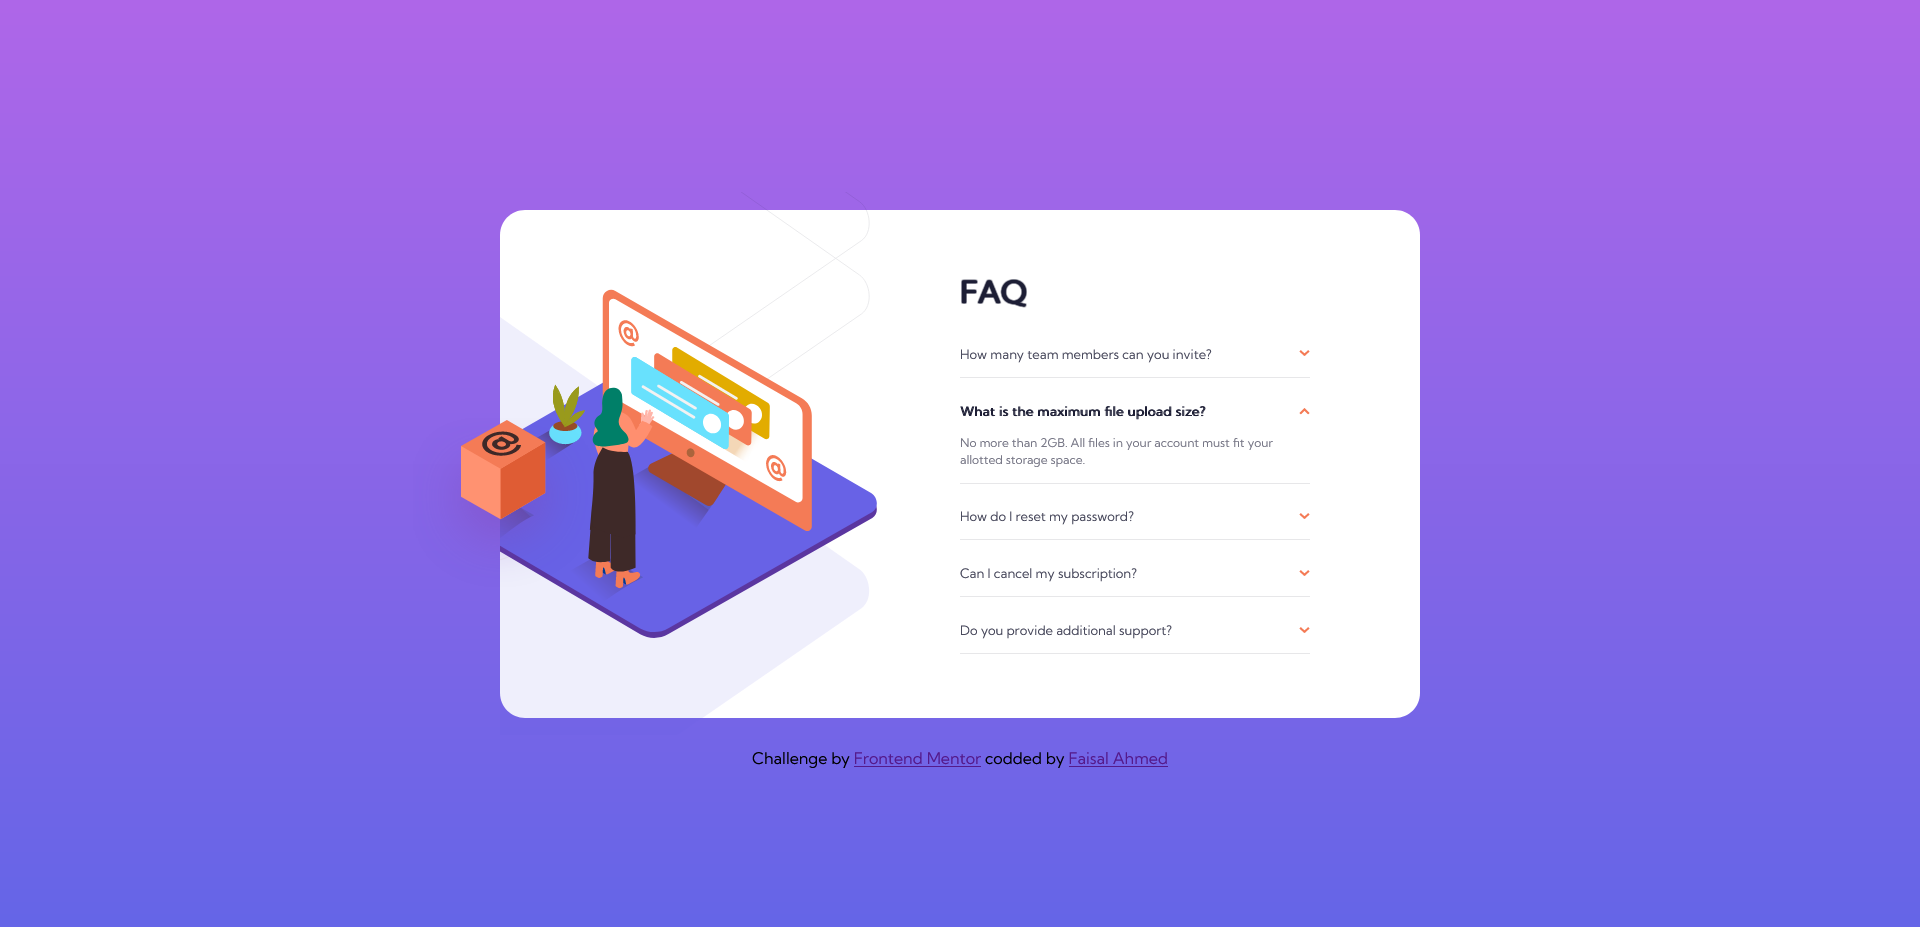 FAQ
How many team members can you invite?
What is the maximum file upload size?
No more than 2GB. All files in your account must fit your
allotted storage space.
How do I reset my password?
Can I cancel my subscription?
Do you provide additional support?
@
@
@
Challenge by Frontend Mentor codded by Faisal Ahmed